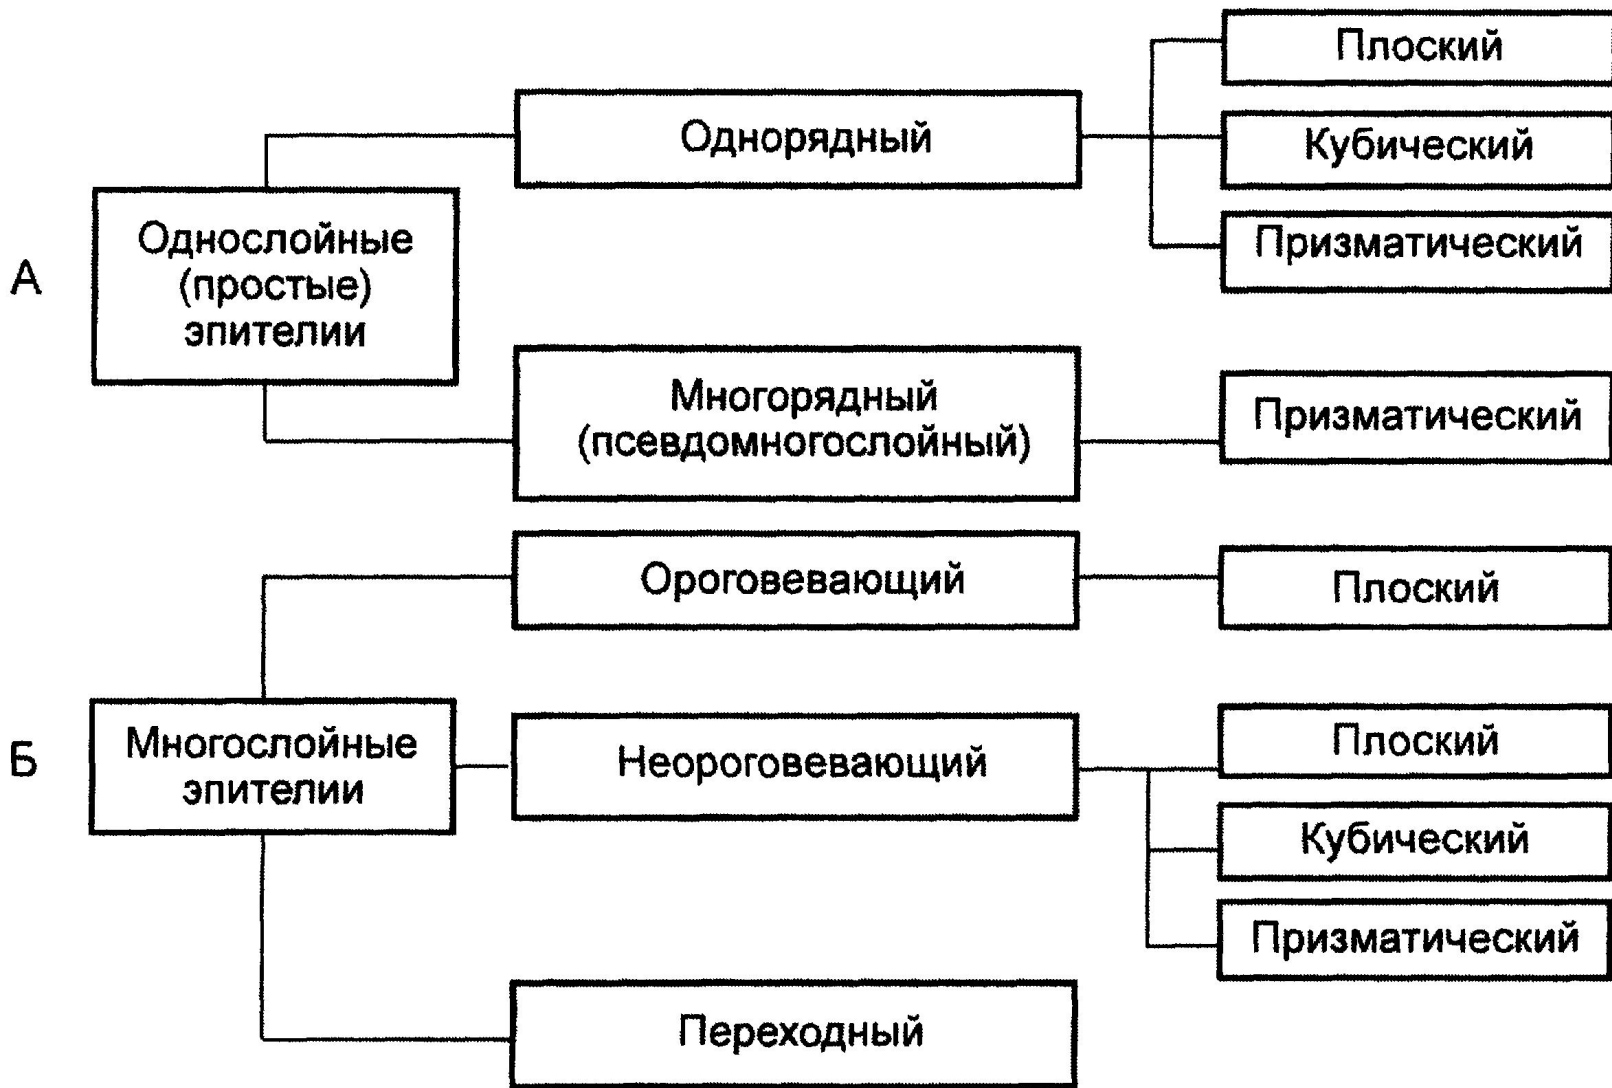 А
Однослойные
(простые)
эпителии
Однорядный
Плоский
Кубический
Призматический
Многорядный
(псевдомногослойный)
Призматический
Б
Многослойные
эпителии
Ороговевающий
Плоский
Неороговевающий
Плоский
Кубический
Призматический
Переходный